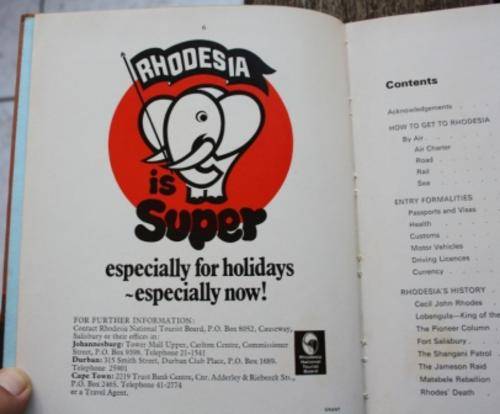 6
RHODESIA
is
Super
especially for holidays
~especially now!
FOR FURTHER INFORMATION:
Contact Rhodesia National Tourist Board, P.O. Box 8052, Causeway,
Salisbury or their offices in:
Johannesburg: Tower Mall Upper, Carlton Centre, Commissioner
Street, P.O. Box 9398. Telephone 21-1541
Durban: 315 Smith Street, Durban Club Place, P.O. Box 1689.
Telephone 25901
Cape Town: 2219 Trust Bank Centre, Cnr. Adderley & Riebeek Sts.,
P.O. Box 2465. Telephone 41-2774
or a Travel Agent.
Rhodesia
National
Tourist
Board
Contents
Acknowledgements
HOW TO GET TO RHODESIA
By Air
Air Charter
Road
Rail
Sea
ENTRY FORMALITIES
Passports and Visas
Health
Customs
Motor Vehicles
Driving Licences
Currency
RHODESIA'S HISTORY
Cecil John Rhodes
Lobengula—King of the
The Pioneer Column
Fort Salisbury
The Shangani Patrol
The Jameson Raid
Matabele Rebellion
Rhodes' Death